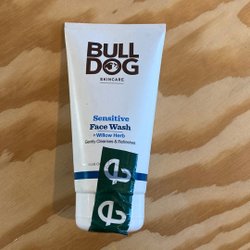 BULL
DOG
SKINCARE
Sensitive
Face Wash
+ Willow Herb
Gently Cleanses & Refreshes